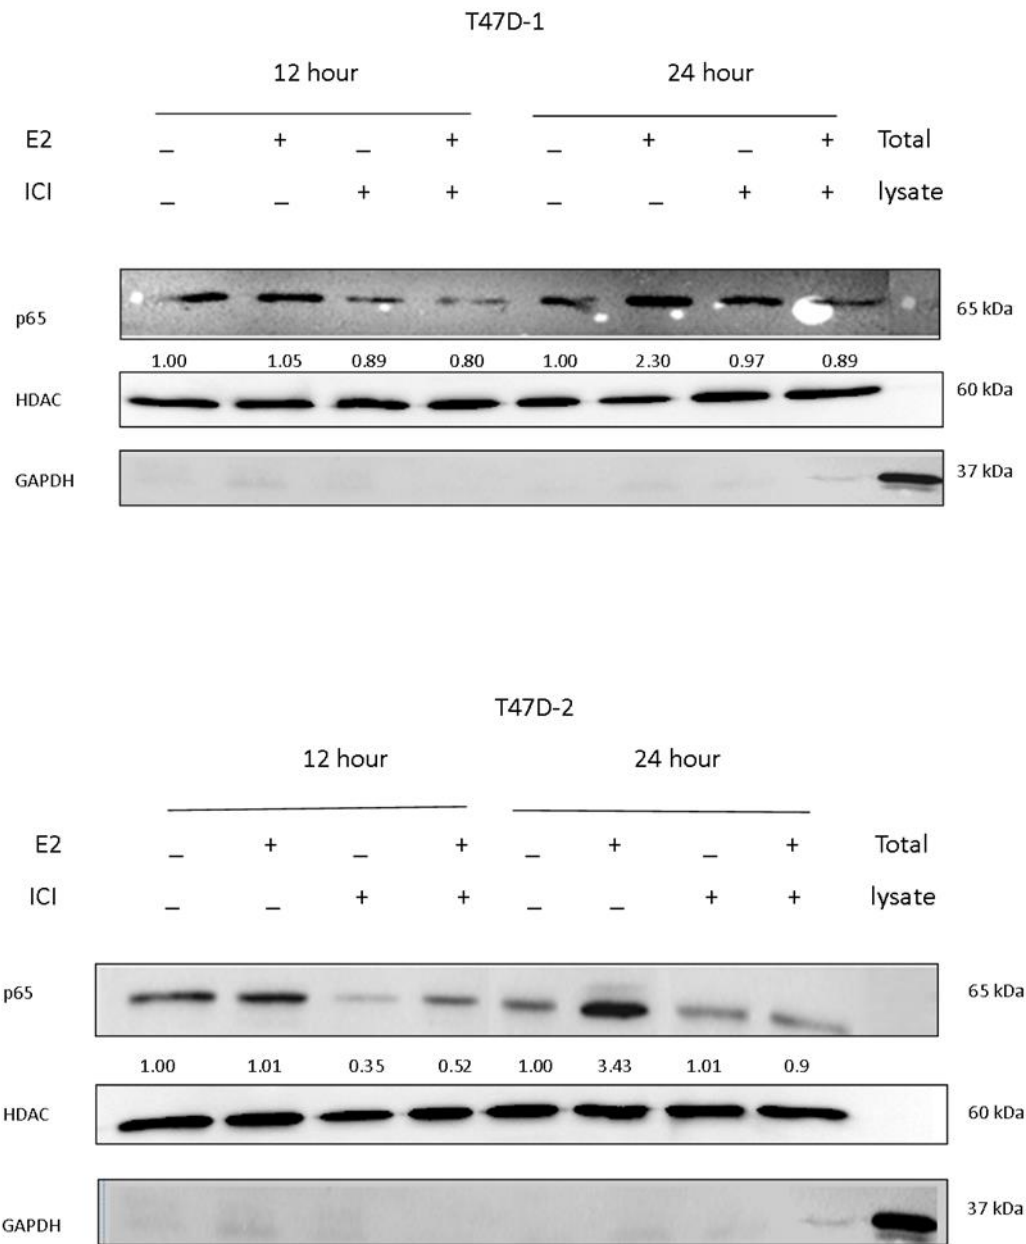 T47D-1
12 hour 24 hour
E2 _ + _ + _ + _ + Total
ICI _ _ + + _ _ + + lysate
p65 65 kDa
1.00 1.05 0.89 0.80 1.00 2.30 0.97 0.89
HDAC 60 kDa
GAPDH 37 kDa
T47D-2
12 hour 24 hour
E2 _ + _ + _ + _ + Total
ICI _ _ + + _ _ + + lysate
p65 65 kDa
1.00 1.01 0.35 0.52 1.00 3.43 1.01 0.9
HDAC 60 kDa
GAPDH 37 kDa